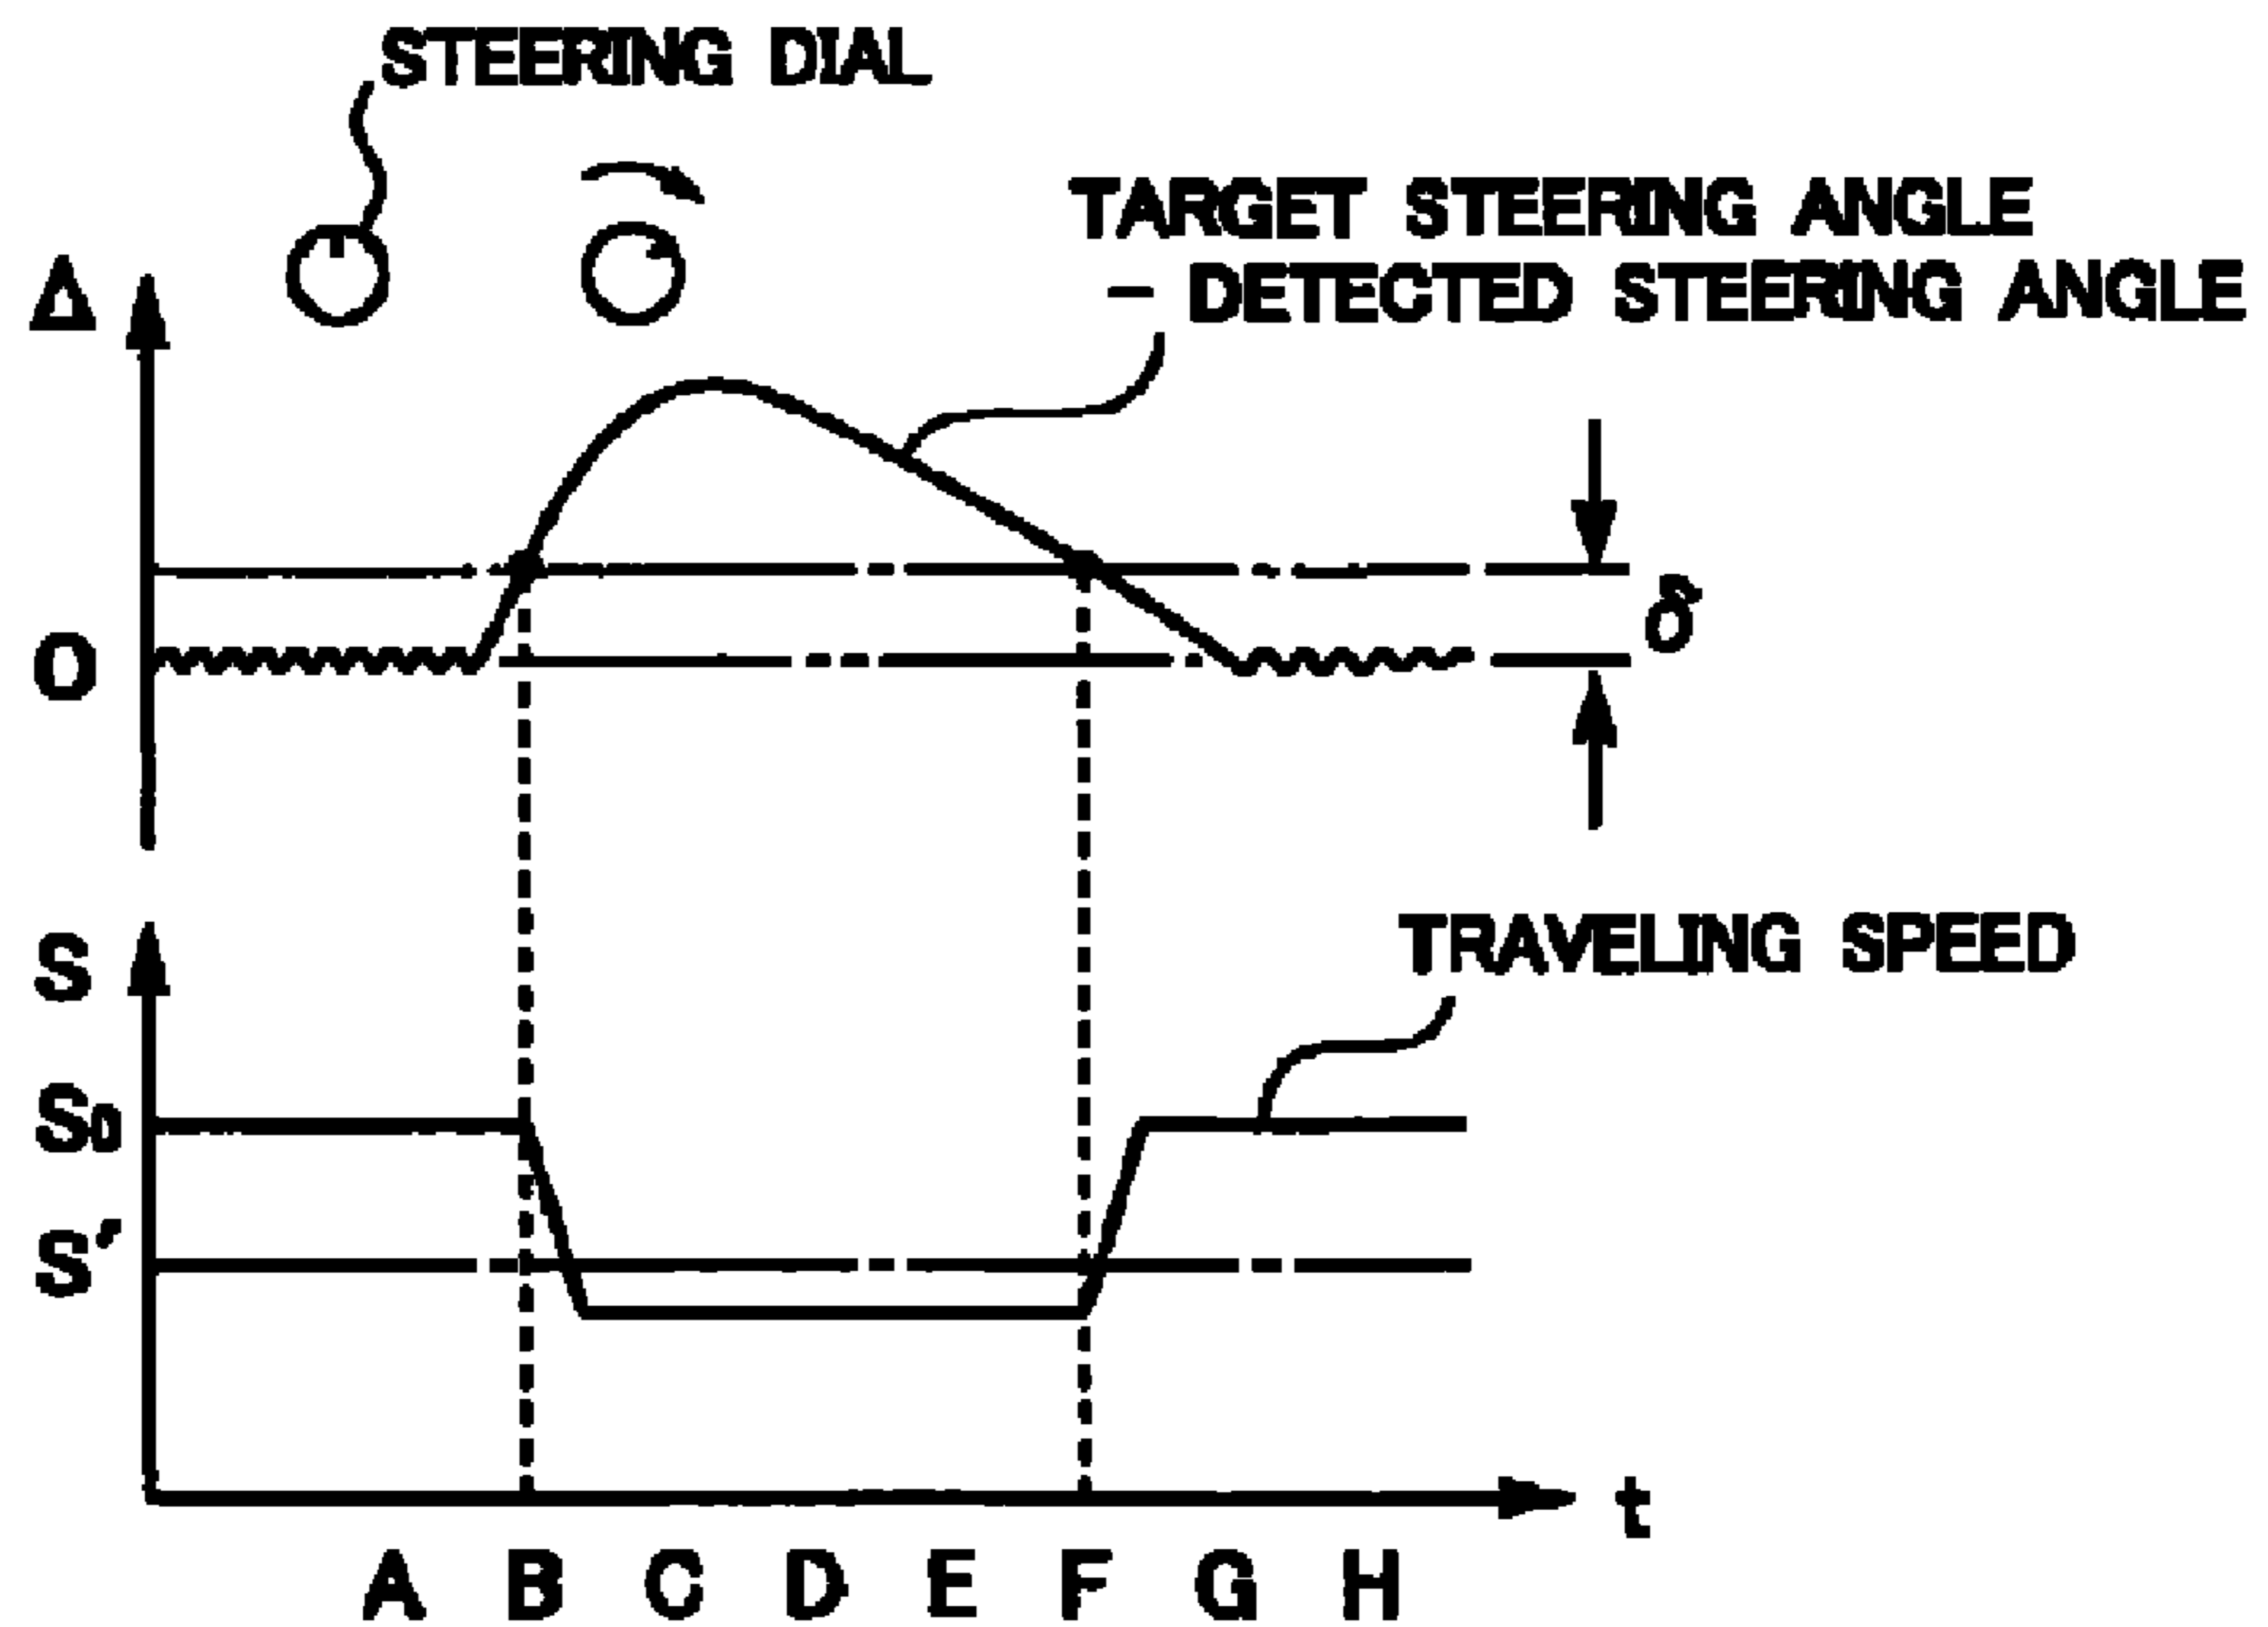 STEERING DIAL
TARGET STEERING ANGLE
- DETECTED STEERING ANGLE
Δ
δ
O
TRAVELING SPEED
S
S₀
S′
t
A B C D E F G H